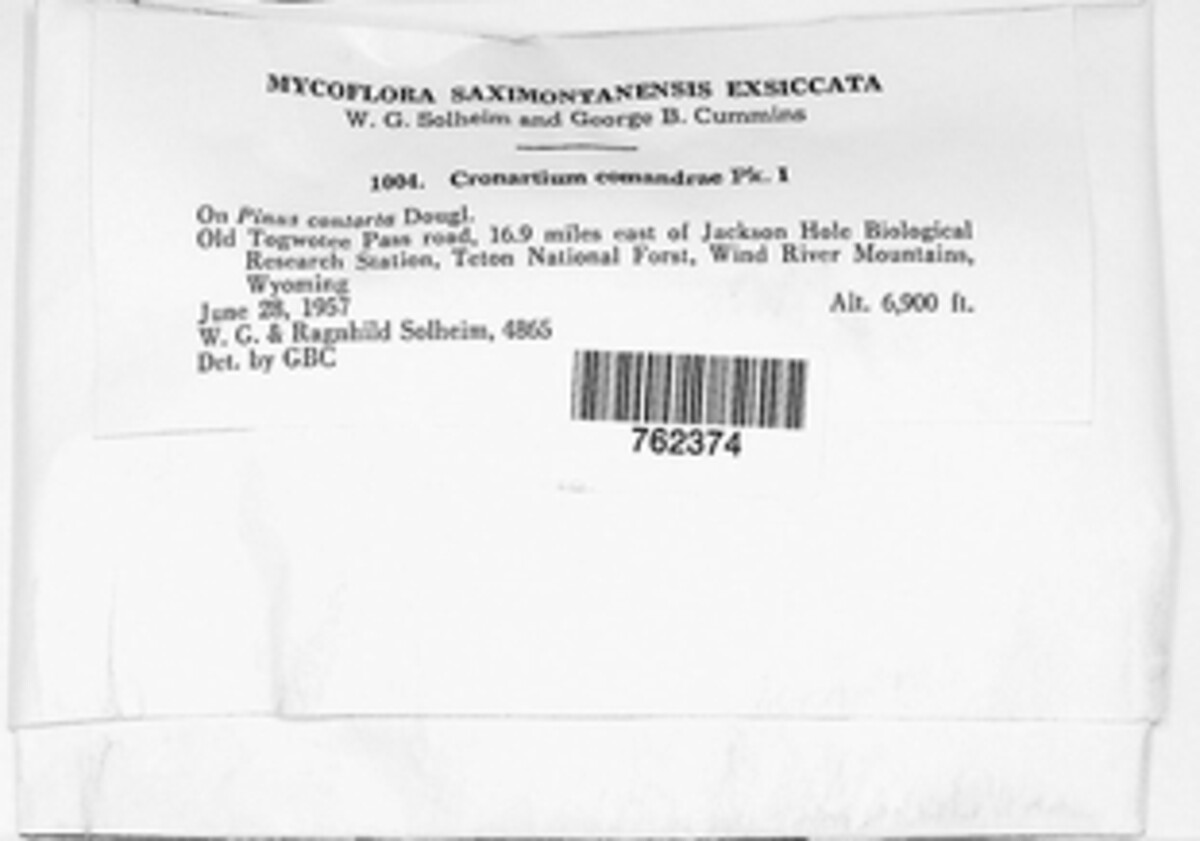 MYCOFLORA SAXIMONTANENSIS EXSICCATA
W. G. Solheim and George B. Cummins
1004. Cronartium comandrae Pk. I
On Pinus contorta Dougl.
Old Togwotee Pass road, 16.9 miles east of Jackson Hole Biological
Research Station, Teton National Forst, Wind River Mountains,
Wyoming
June 28, 1957 Alt. 6,900 ft.
W. G. & Ragnhild Solheim, 4865
Det. by GBC
762374